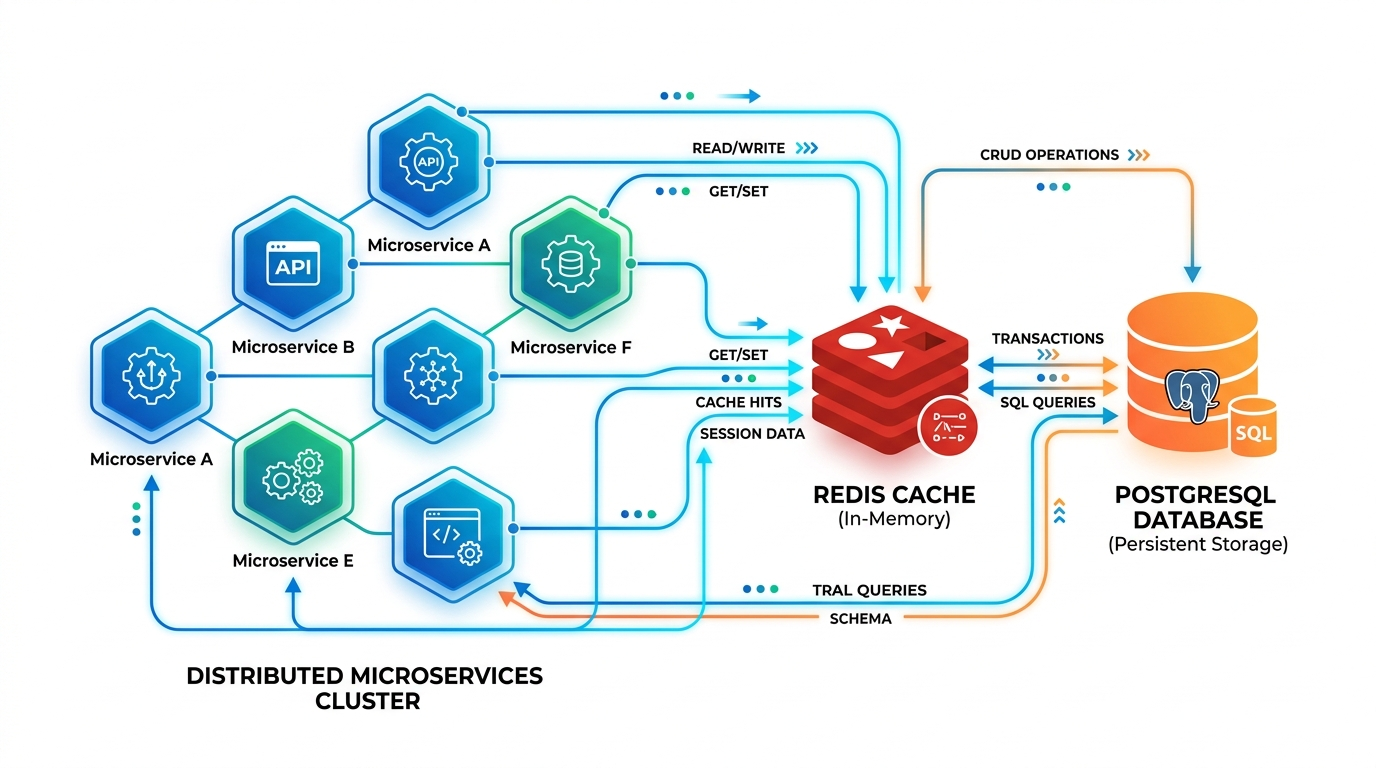 API
READ/WRITE
GET/SET
CRUD OPERATIONS
Microservice A
API
Microservice B
Microservice F
TRANSACTIONS
GET/SET
CACHE HITS
SQL QUERIES
SESSION DATA
SQL
Microservice A
REDIS CACHE
(In-Memory)
POSTGRESQL
DATABASE
(Persistent Storage)
</>
Microservice E
TRAL QUERIES
SCHEMA
DISTRIBUTED MICROSERVICES
CLUSTER